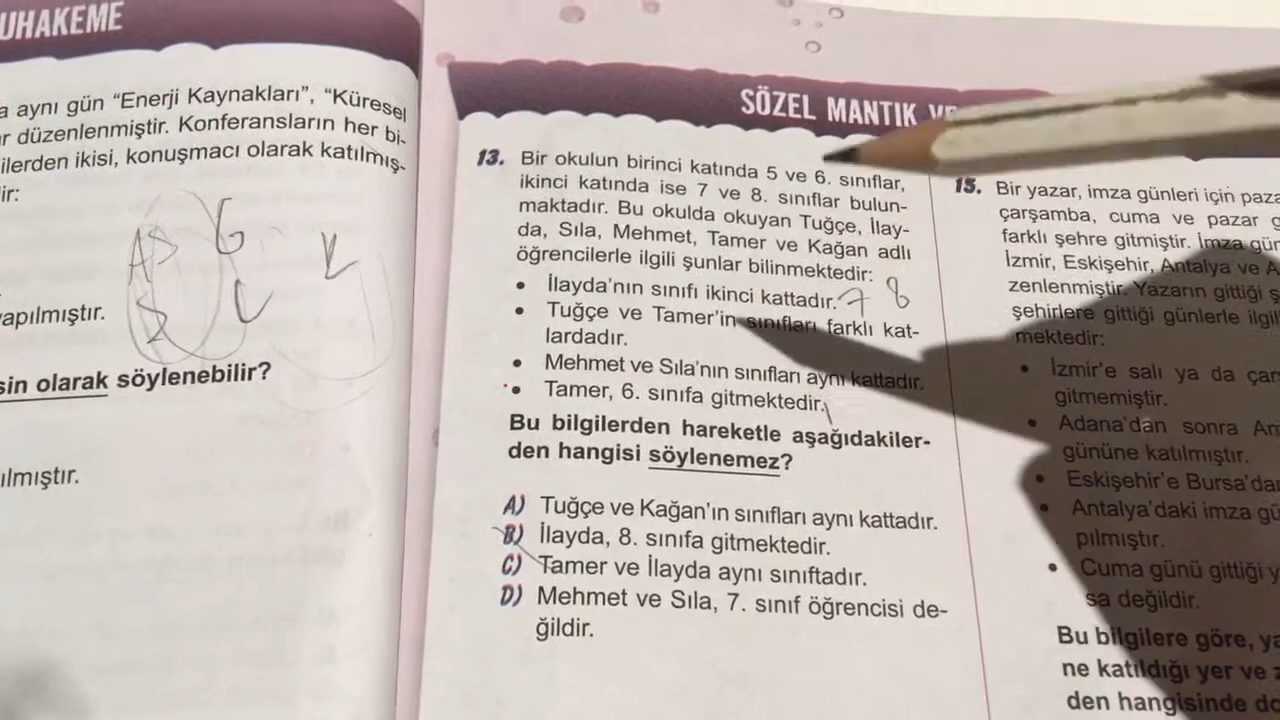 UHAKEME
a aynı gün “Enerji Kaynakları”, “Küresel
r düzenlenmiştir. Konferansların her bi-
ilerden ikisi, konuşmacı olarak katılmış-
ir:
AS G
L
S L
yapılmıştır.
sin olarak söylenebilir?
ılmıştır.
SÖZEL MANTIK VE
13. Bir okulun birinci katında 5 ve 6. sınıflar,
ikinci katında ise 7 ve 8. sınıflar bulun-
maktadır. Bu okulda okuyan Tuğçe, İlay-
da, Sıla, Mehmet, Tamer ve Kağan adlı
öğrencilerle ilgili şunlar bilinmektedir:
• İlayda’nın sınıfı ikinci kattadır. 7 8
• Tuğçe ve Tamer’in sınıfları farklı kat-
lardadır.
• Mehmet ve Sıla’nın sınıfları aynı kattadır.
• Tamer, 6. sınıfa gitmektedir.
Bu bilgilerden hareketle aşağıdakiler-
den hangisi söylenemez?
A) Tuğçe ve Kağan’ın sınıfları aynı kattadır.
B) İlayda, 8. sınıfa gitmektedir.
C) Tamer ve İlayda aynı sınıftadır.
D) Mehmet ve Sıla, 7. sınıf öğrencisi de-
ğildir.
15. Bir yazar, imza günleri için paza
çarşamba, cuma ve pazar g
farklı şehre gitmiştir. İmza gün
İzmir, Eskişehir, Antalya ve A
zenlenmiştir. Yazarın gittiği ş
şehirlere gittiği günlerle ilgil
mektedir:
• İzmir’e salı ya da çar
gitmemiştir.
• Adana’dan sonra An
gününe katılmıştır.
• Eskişehir’e Bursa’da
• Antalya’daki imza gü
pılmıştır.
• Cuma günü gittiği y
sa değildir.
Bu bilgilere göre, ya
ne katıldığı yer ve z
den hangisinde do